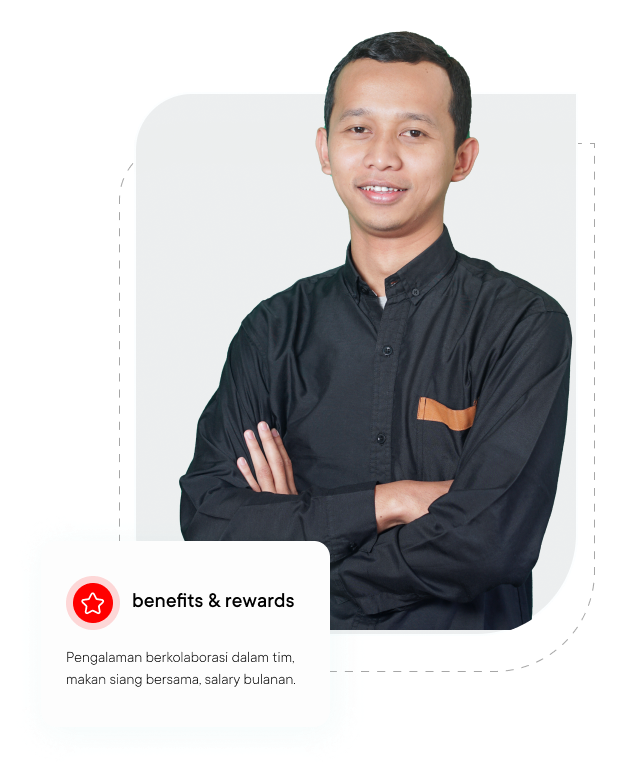 benefits & rewards
Pengalaman berkolaborasi dalam tim,
makan siang bersama, salary bulanan.